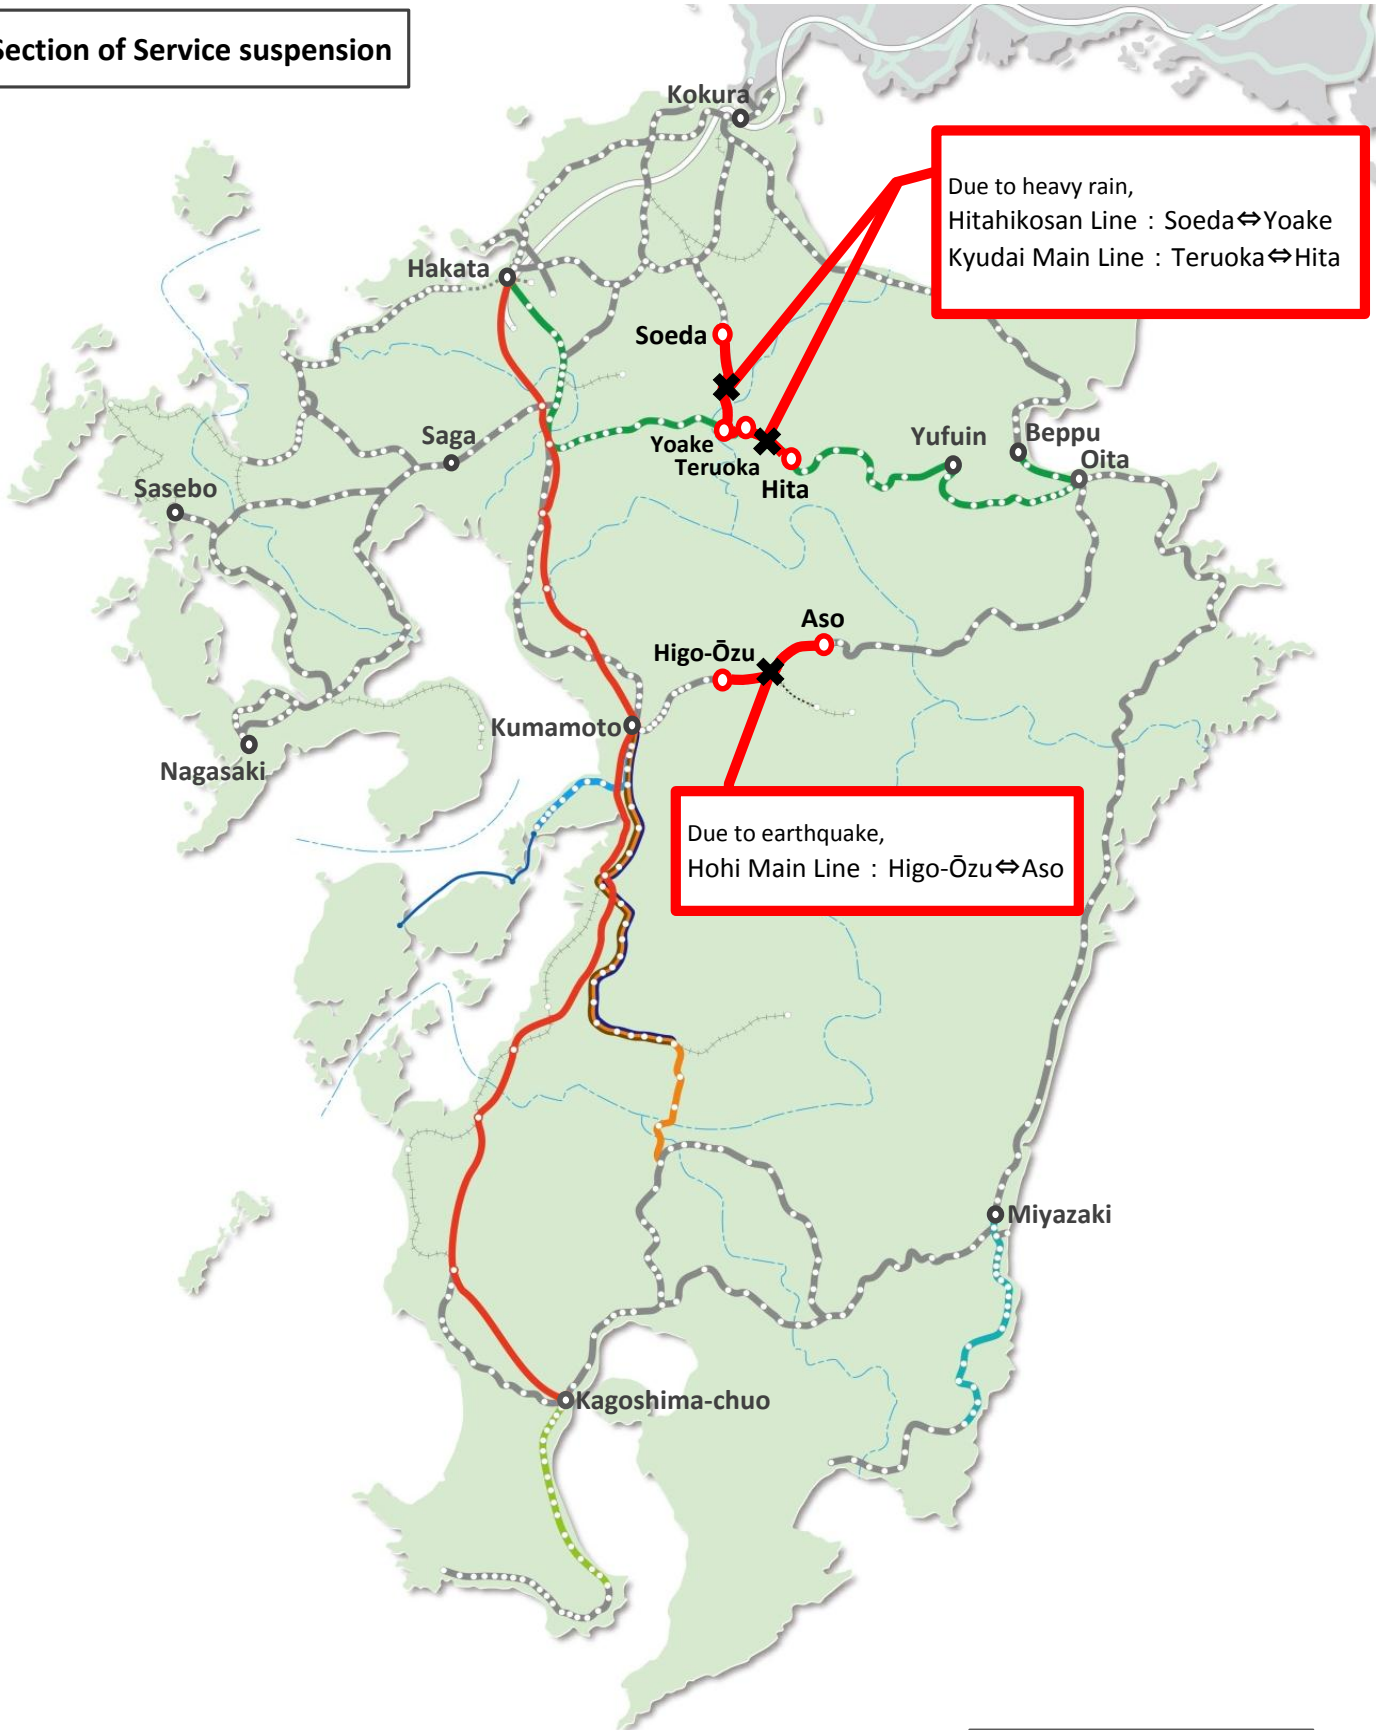 Section of Service suspension
Kokura
Due to heavy rain,
Hitahikosan Line : Soeda⇔Yoake
Kyudai Main Line : Teruoka⇔Hita
Hakata
Soeda
Saga
Yoake
Teruoka
Hita
Yufuin
Beppu
Oita
Sasebo
Aso
Higo-Ōzu
Kumamoto
Nagasaki
Due to earthquake,
Hohi Main Line : Higo-Ōzu⇔Aso
Miyazaki
Kagoshima-chuo